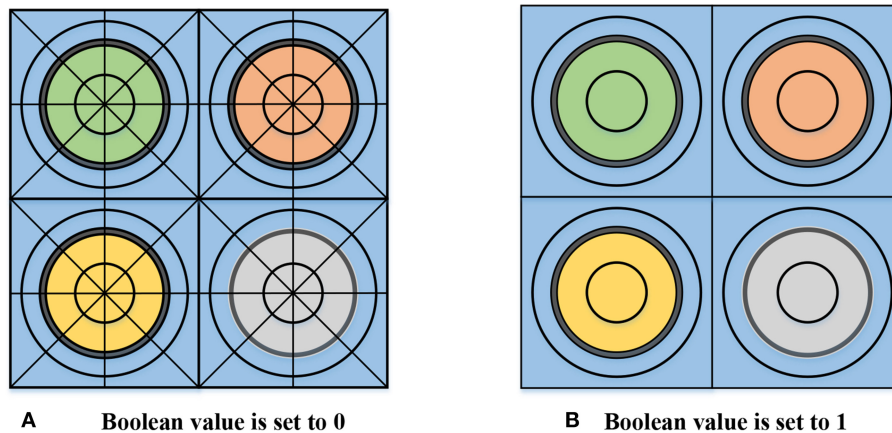 A Boolean value is set to 0
B Boolean value is set to 1